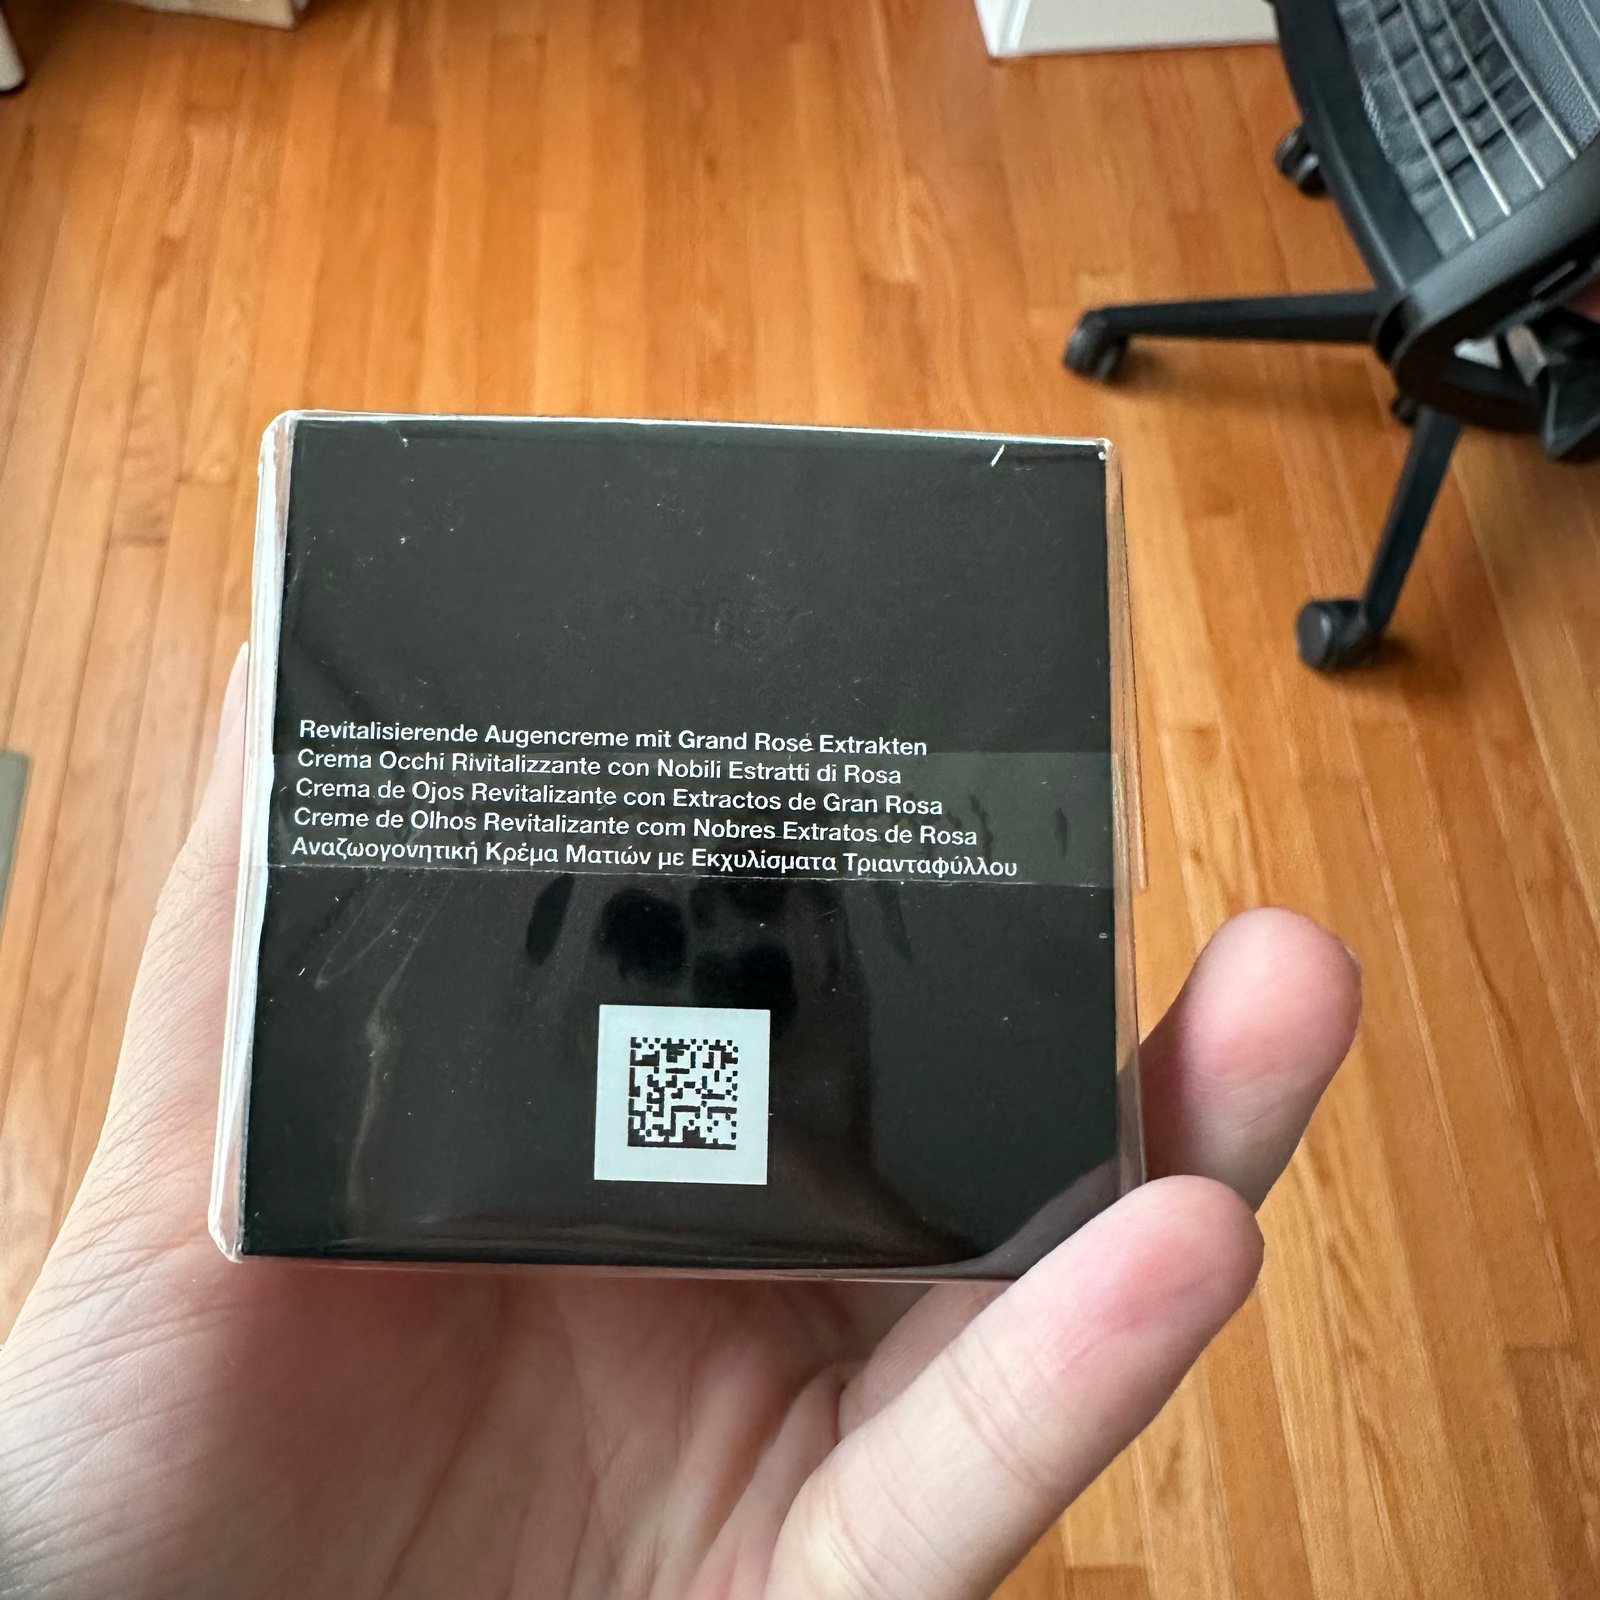 Revitalisierende Augencreme mit Grand Rose Extrakten
Crema Occhi Rivitalizzante con Nobili Estratti di Rosa
Crema de Ojos Revitalizante con Extractos de Gran Rosa
Creme de Olhos Revitalizante com Nobres Extratos de Rosa
Αναζωογονητική Κρέμα Ματιών με Εκχυλίσματα Τριανταφύλλου